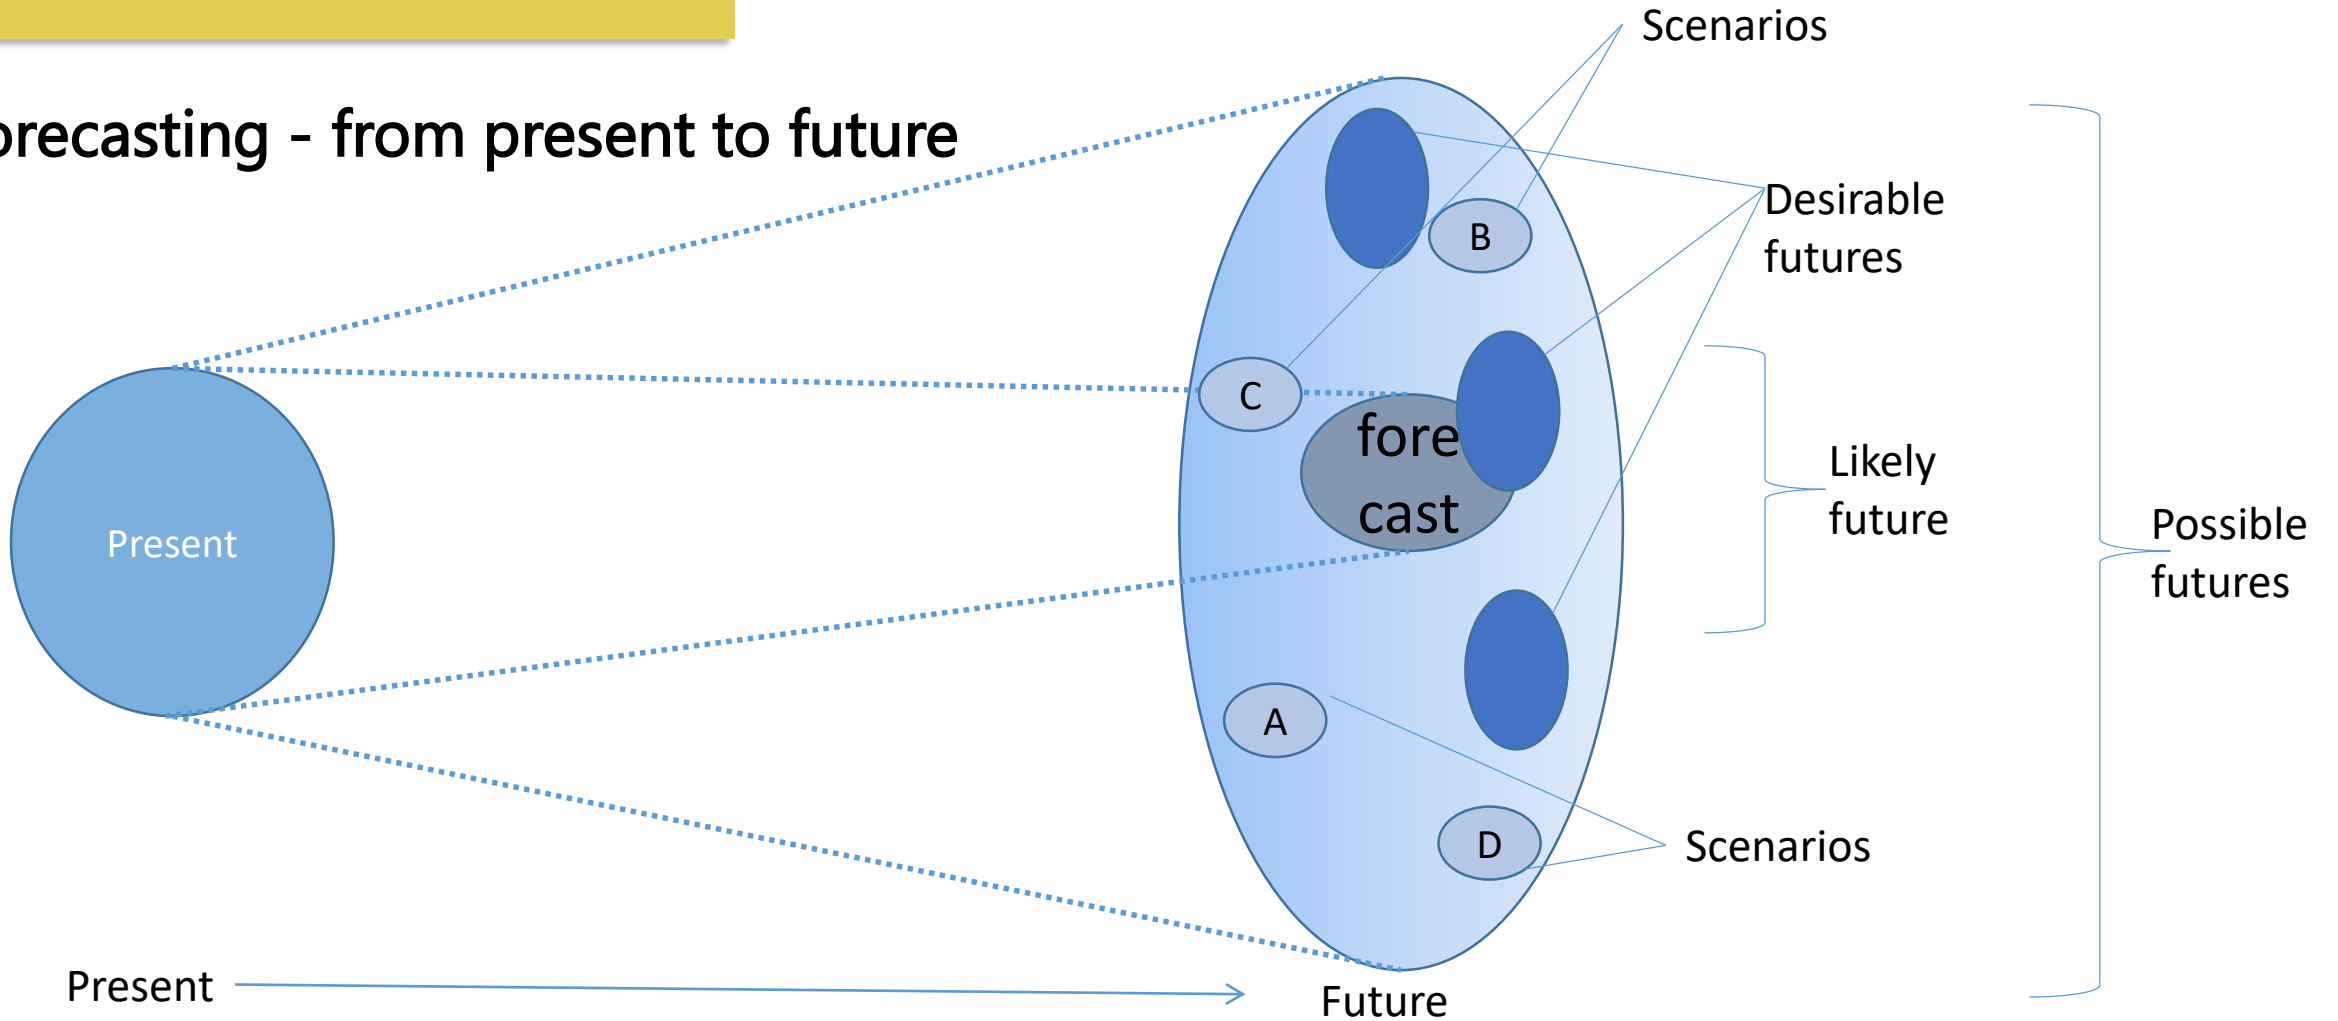 Scenarios
orecasting - from present to future
Desirable
futures
B
C
fore
cast
Likely
future
Present
Possible
futures
A
D
Scenarios
Present
Future